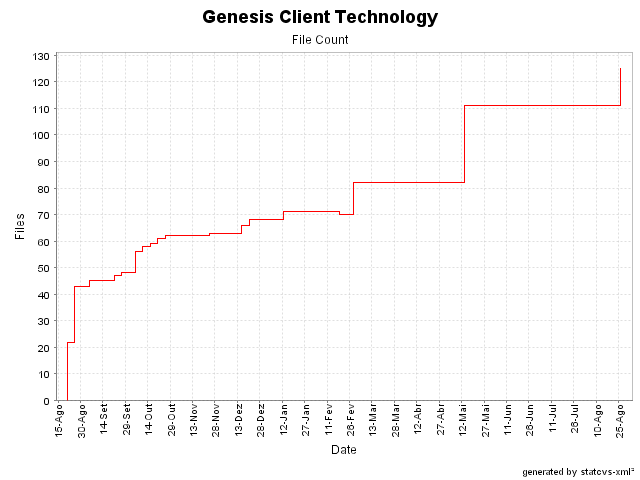 Genesis Client Technology
File Count
130
120
110
100
90
80
70
60
50
40
30
20
10
0
Files
15-Ago
30-Ago
14-Set
29-Set
14-Out
29-Out
13-Nov
28-Nov
13-Dez
28-Dez
12-Jan
27-Jan
11-Fev
26-Fev
13-Mar
28-Mar
12-Abr
27-Abr
12-Mai
27-Mai
11-Jun
26-Jun
11-Jul
26-Jul
10-Ago
25-Ago
Date
generated by statcvs-xml²